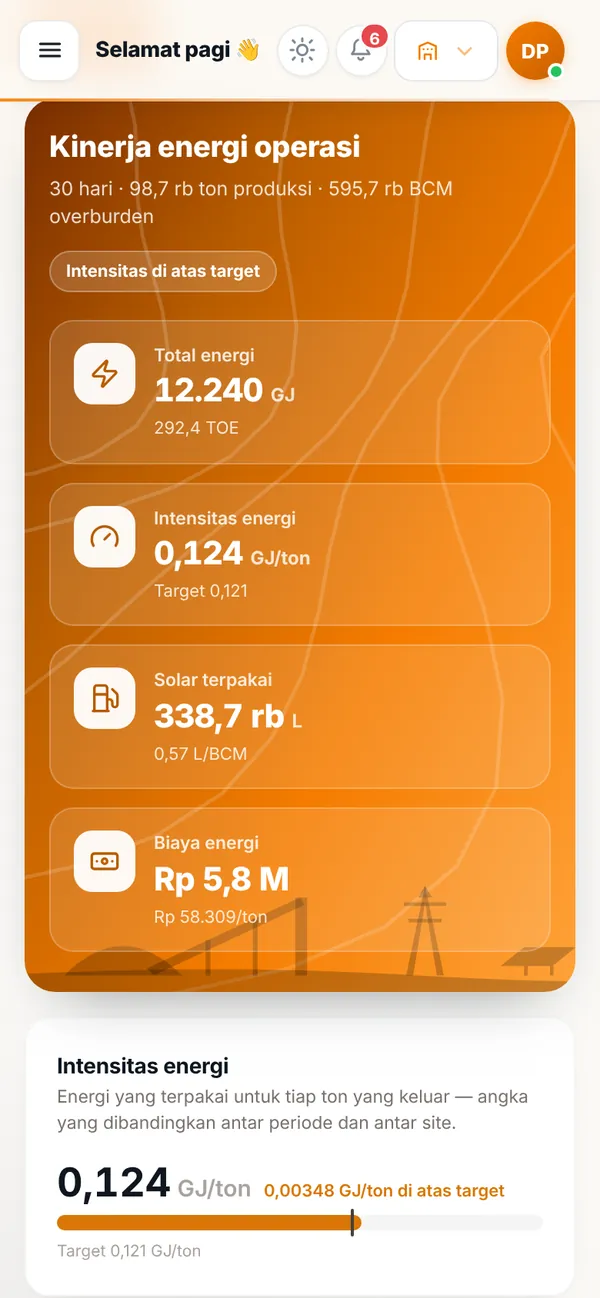 Selamat pagi 👋
6
DP
Kinerja energi operasi
30 hari · 98,7 rb ton produksi · 595,7 rb BCM
overburden
Intensitas di atas target
Total energi
12.240 GJ
292,4 TOE
Intensitas energi
0,124 GJ/ton
Target 0,121
Solar terpakai
338,7 rb L
0,57 L/BCM
Biaya energi
Rp 5,8 M
Rp 58.309/ton
Intensitas energi
Energi yang terpakai untuk tiap ton yang keluar — angka
yang dibandingkan antar periode dan antar site.
0,124 GJ/ton 0,00348 GJ/ton di atas target
Target 0,121 GJ/ton